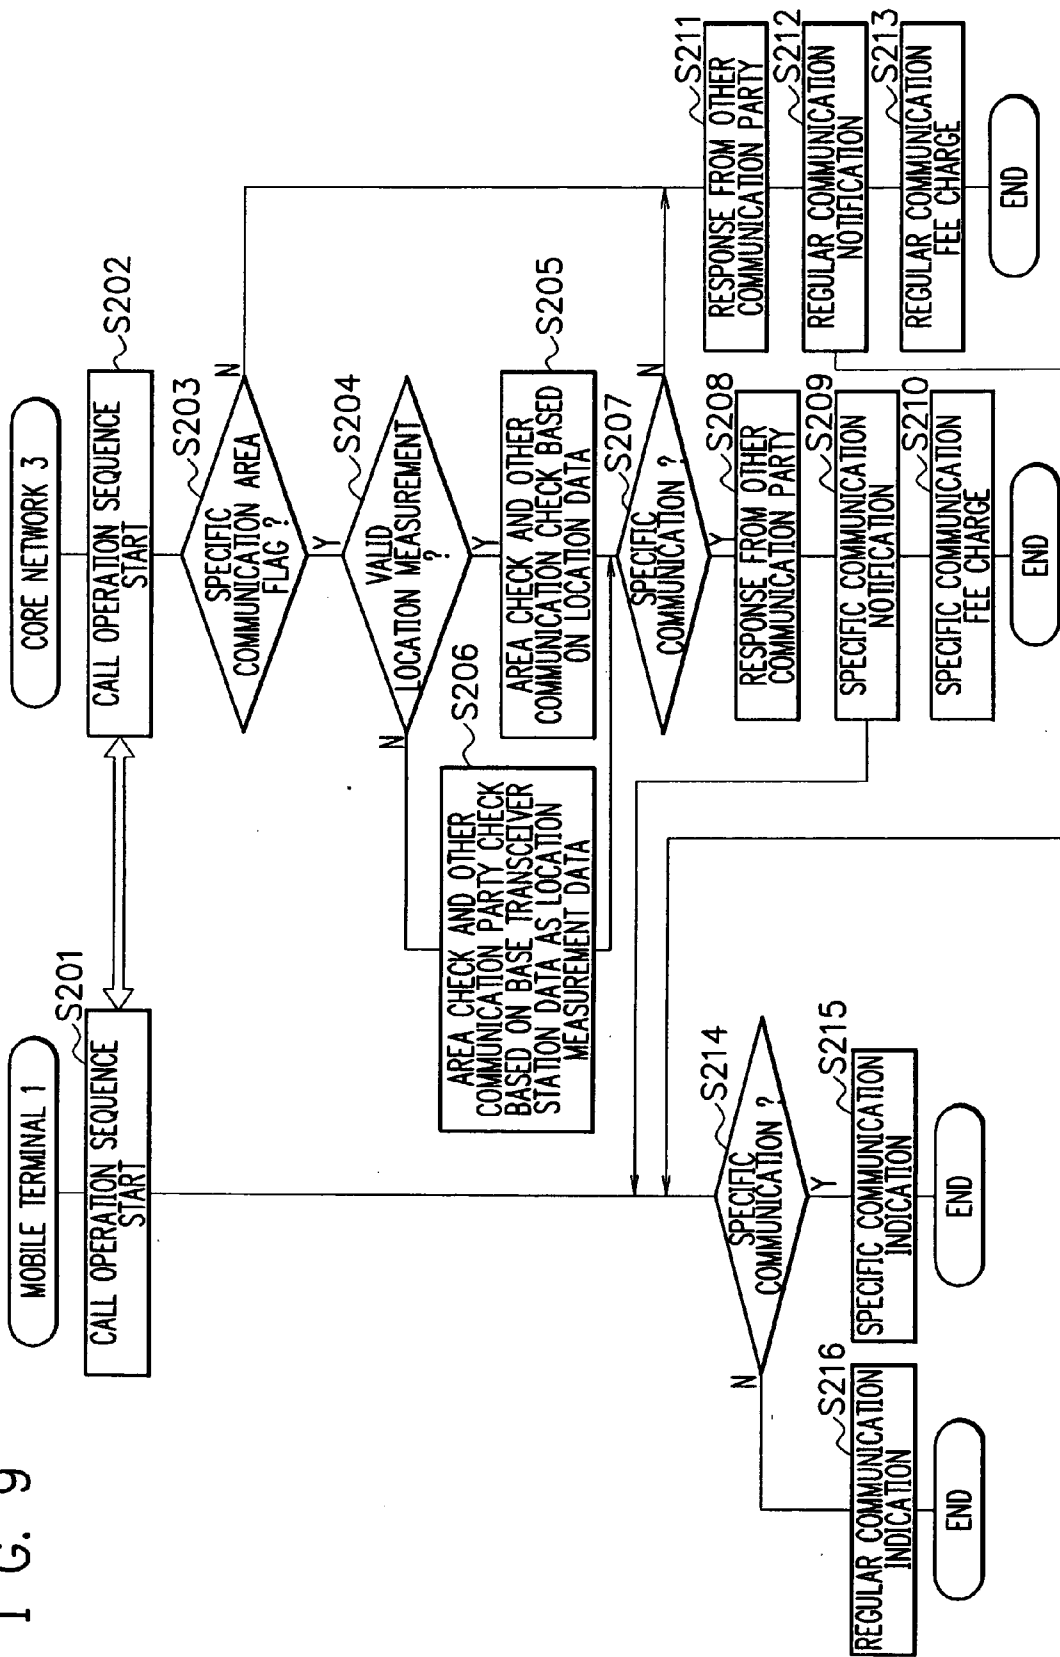 I G. 9
MOBILE TERMINAL 1
S201
CALL OPERATION SEQUENCE
START
CORE NETWORK 3
S202
CALL OPERATION SEQUENCE
START
S203
SPECIFIC
COMMUNICATION AREA
FLAG ?
N
Y
S204
VALID
LOCATION MEASUREMENT
?
N
Y
S206
AREA CHECK AND OTHER
COMMUNICATION PARTY CHECK
BASED ON BASE TRANSCEIVER
STATION DATA AS LOCATION
MEASUREMENT DATA
S205
AREA CHECK AND OTHER
COMMUNICATION CHECK BASED
ON LOCATION DATA
S207
SPECIFIC
COMMUNICATION ?
N
Y
S208
RESPONSE FROM OTHER
COMMUNICATION PARTY
S209
SPECIFIC COMMUNICATION
NOTIFICATION
S210
SPECIFIC COMMUNICATION
FEE CHARGE
END
S211
RESPONSE FROM OTHER
COMMUNICATION PARTY
S212
REGULAR COMMUNICATION
NOTIFICATION
S213
REGULAR COMMUNICATION
FEE CHARGE
END
S214
SPECIFIC
COMMUNICATION ?
N
Y
S215
SPECIFIC COMMUNICATION
INDICATION
END
S216
REGULAR COMMUNICATION
INDICATION
END